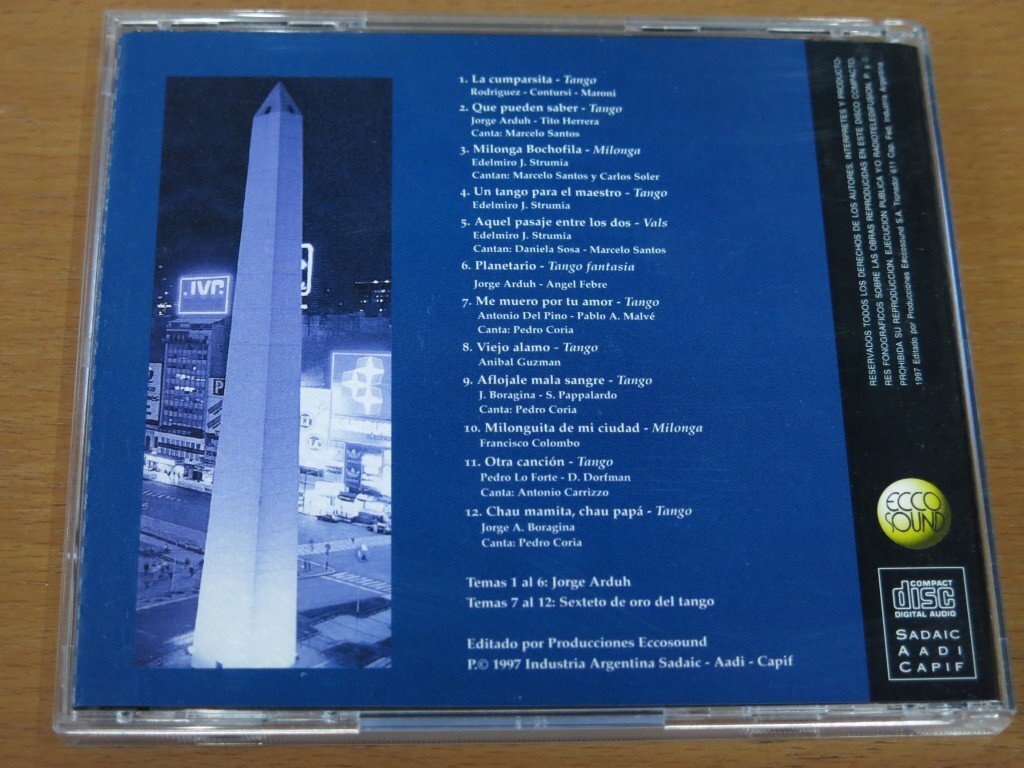 1. La cumparsita - Tango
Rodriguez - Contursi - Maroni
2. Que pueden saber - Tango
Jorge Arduh - Tito Herrera
Canta: Marcelo Santos
3. Milonga Bochofila - Milonga
Edelmiro J. Strumia
Cantan: Marcelo Santos y Carlos Soler
4. Un tango para el maestro - Tango
Edelmiro J. Strumia
5. Aquel pasaje entre los dos - Vals
Edelmiro J. Strumia
Cantan: Daniela Sosa - Marcelo Santos
6. Planetario - Tango fantasia
Jorge Arduh - Angel Febre
7. Me muero por tu amor - Tango
Antonio Del Pino - Pablo A. Malvé
Canta: Pedro Coria
8. Viejo alamo - Tango
Anibal Guzman
9. Aflojale mala sangre - Tango
J. Boragina - S. Pappalardo
Canta: Pedro Coria
10. Milonguita de mi ciudad - Milonga
Francisco Colombo
11. Otra canción - Tango
Pedro Lo Forte - D. Dorfman
Canta: Antonio Carrizzo
12. Chau mamita, chau papá - Tango
Jorge A. Boragina
Canta: Pedro Coria
Temas 1 al 6: Jorge Arduh
Temas 7 al 12: Sexteto de oro del tango
Editado por Producciones Eccosound
P.© 1997 Industria Argentina Sadaic - Aadi - Capif
RESERVADOS TODOS LOS DERECHOS DE LOS AUTORES, INTERPRETES Y PRODUCTO-
RES FONOGRAFICOS SOBRE LAS OBRAS REPRODUCIDAS EN ESTE DISCO COMPACTO.
PROHIBIDA SU REPRODUCCION, EJECUCION PUBLICA Y/O RADIOTELEDIFUSION. P. y ©
1997 Editado por Producciones Eccosound S.A. Tronador 611 Cap. Fed. Industria Argentina
ECCO
SOUND
COMPACT
disc
DIGITAL AUDIO
SADAIC
AADI
CAPIF
JVC